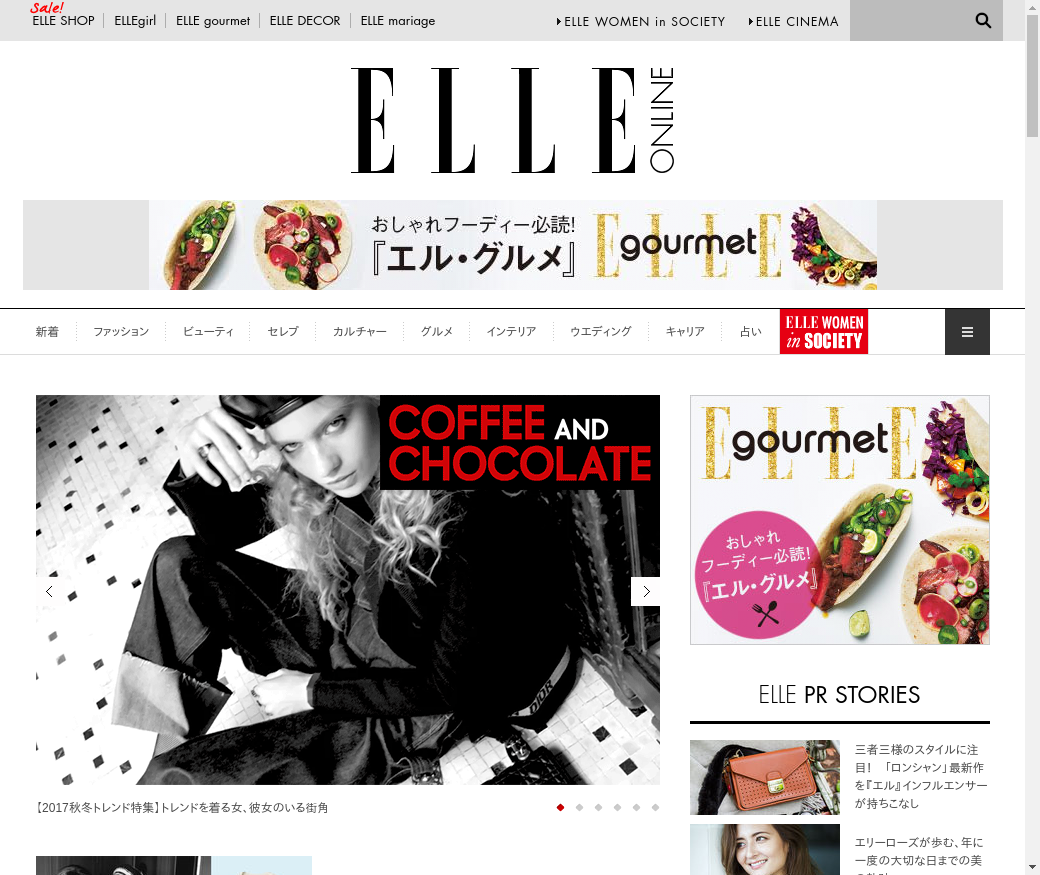 Sale!
ELLE SHOP ELLEgirl ELLE gourmet ELLE DECOR ELLE mariage ELLE WOMEN in SOCIETY ELLE CINEMA
ELLE ONLINE
おしゃれフーディー必読!
『エル・グルメ』
ELLE gourmet
新着 ファッション ビューティ セレブ カルチャー グルメ インテリア ウエディング キャリア 占い
ELLE WOMEN
in SOCIETY
COFFEE AND
CHOCOLATE
DIOR
ELLE gourmet
おしゃれ
フーディー必読!
『エル・グルメ』
【2017秋冬トレンド特集】トレンドを着る女、彼女のいる街角
ELLE PR STORIES
三者三様のスタイルに注
目!　「ロンシャン」最新作
を『エル』インフルエンサー
が持ちこなし
エリーローズが歩む、年に
一度の大切な日までの美